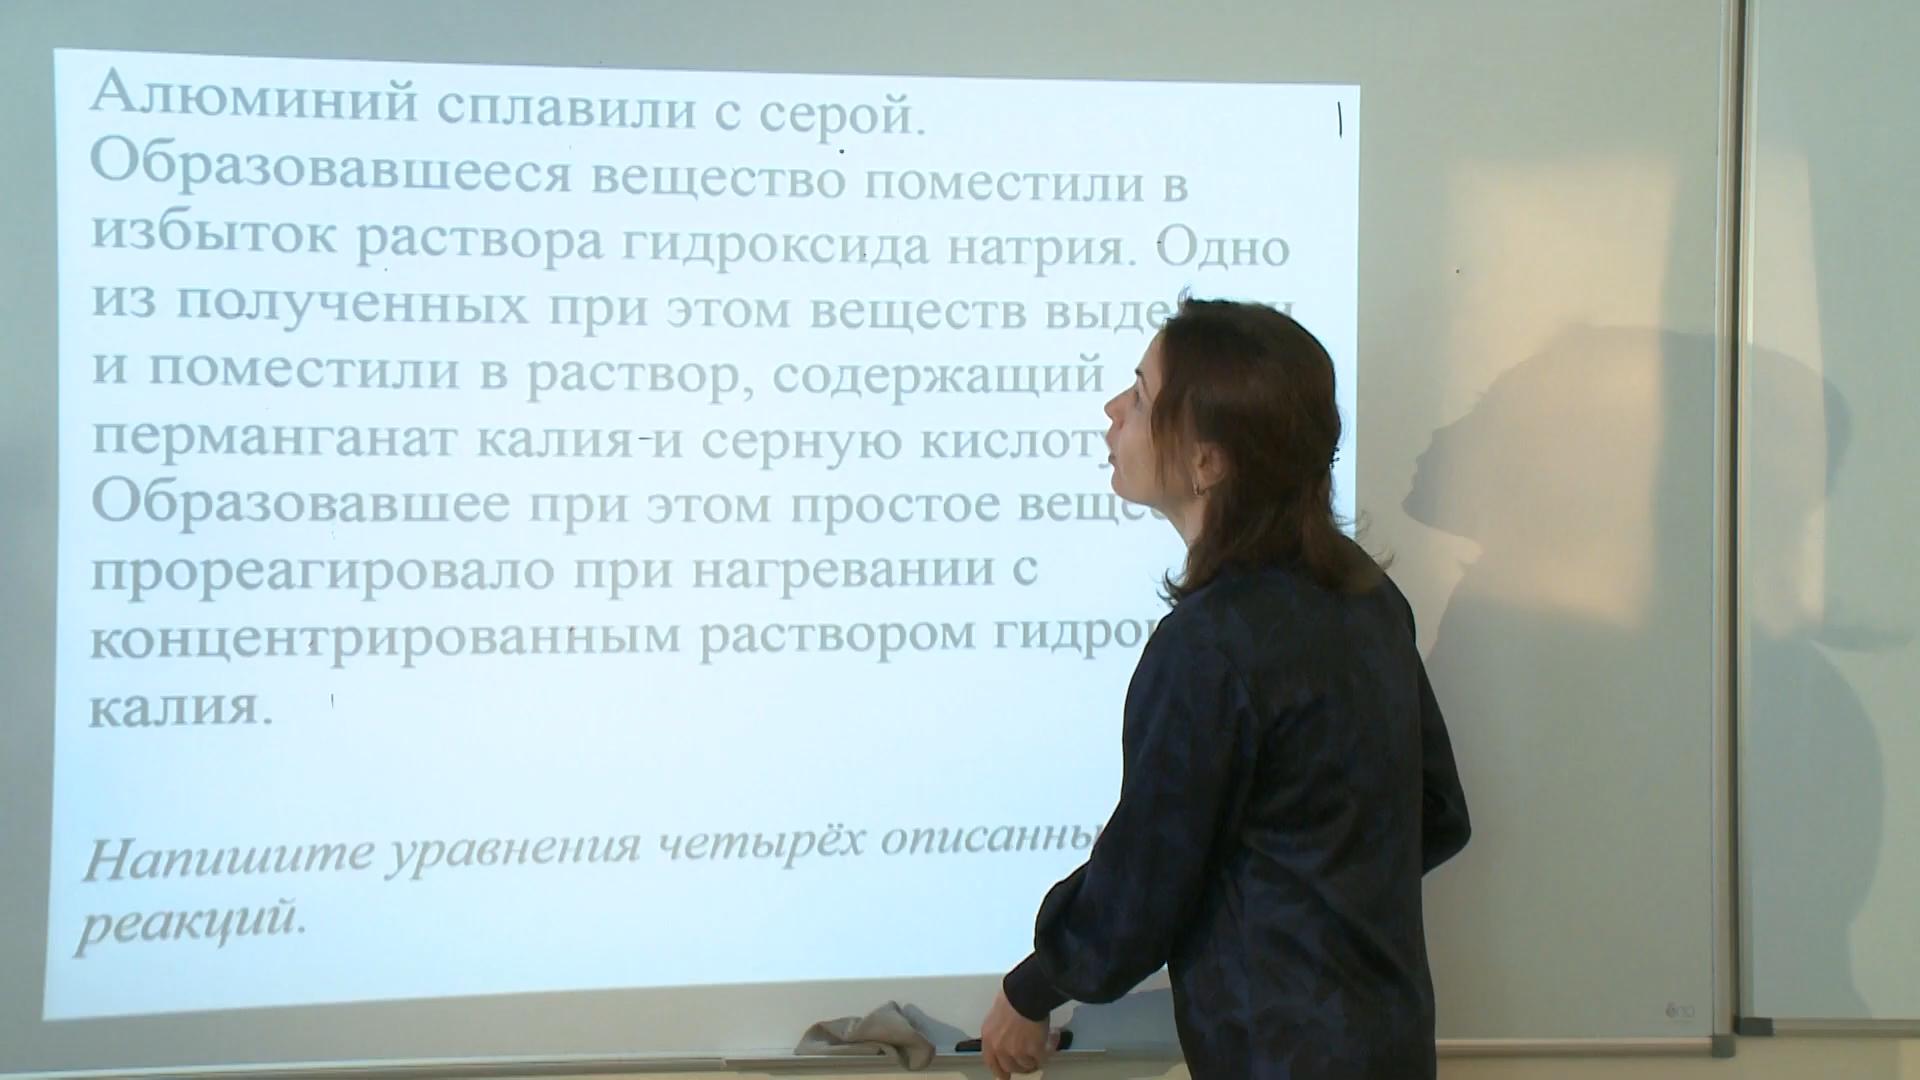 Алюминий сплавили с серой.
Образовавшееся вещество поместили в
избыток раствора гидроксида натрия. Одно
из полученных при этом веществ
и поместили в раствор, содержащий
перманганат калия и серную кислоту
Образовавшее при этом простое
прореагировало при нагревании с
концентрированным раствором
калия.
Напишите уравнения четырёх
реакций.